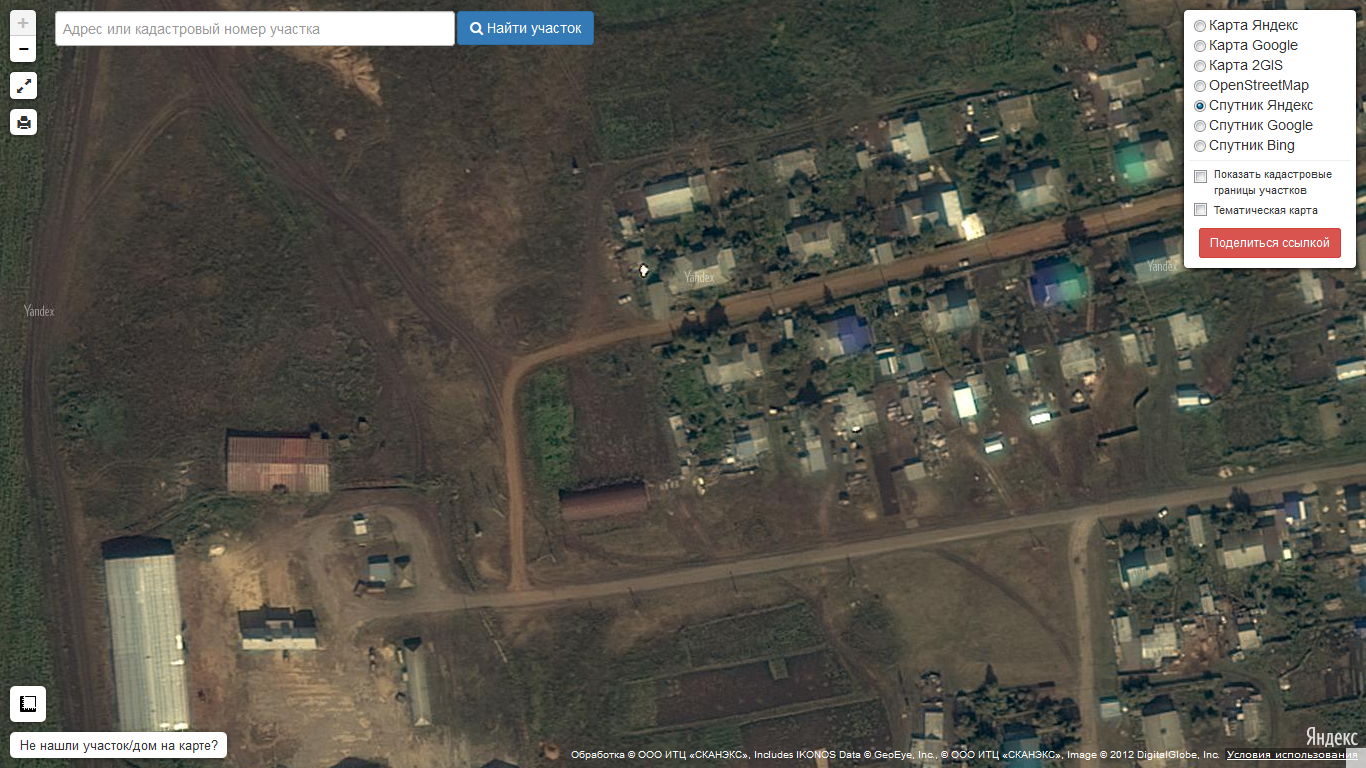 +
Адрес или кадастровый номер участка
Найти участок
−
Карта Яндекс
Карта Google
Карта 2GIS
OpenStreetMap
Спутник Яндекс
Спутник Google
Спутник Bing
Показать кадастровые
границы участков
Тематическая карта
Поделиться ссылкой
Yandex
Yandex
Yandex
Не нашли участок/дом на карте?
Яндекс
Обработка © ООО ИТЦ «СКАНЭКС», Includes IKONOS Data © GeoEye, Inc., © ООО ИТЦ «СКАНЭКС», Image © 2012 DigitalGlobe, Inc. Условия использования